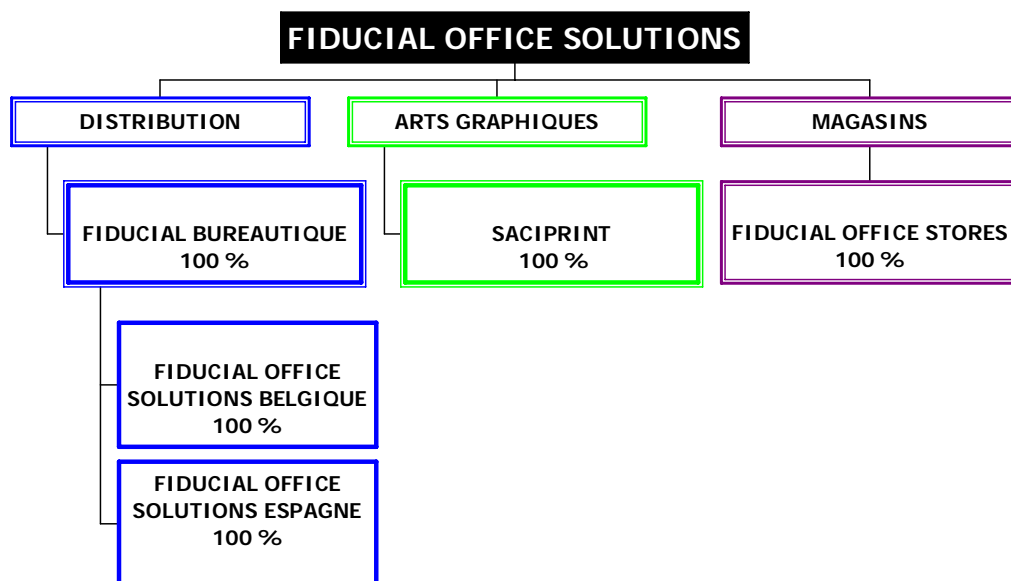 FIDUCIAL OFFICE SOLUTIONS
DISTRIBUTION
ARTS GRAPHIQUES
MAGASINS
FIDUCIAL BUREAUTIQUE
100 %
SACIPRINT
100 %
FIDUCIAL OFFICE STORES
100 %
FIDUCIAL OFFICE
SOLUTIONS BELGIQUE
100 %
FIDUCIAL OFFICE
SOLUTIONS ESPAGNE
100 %